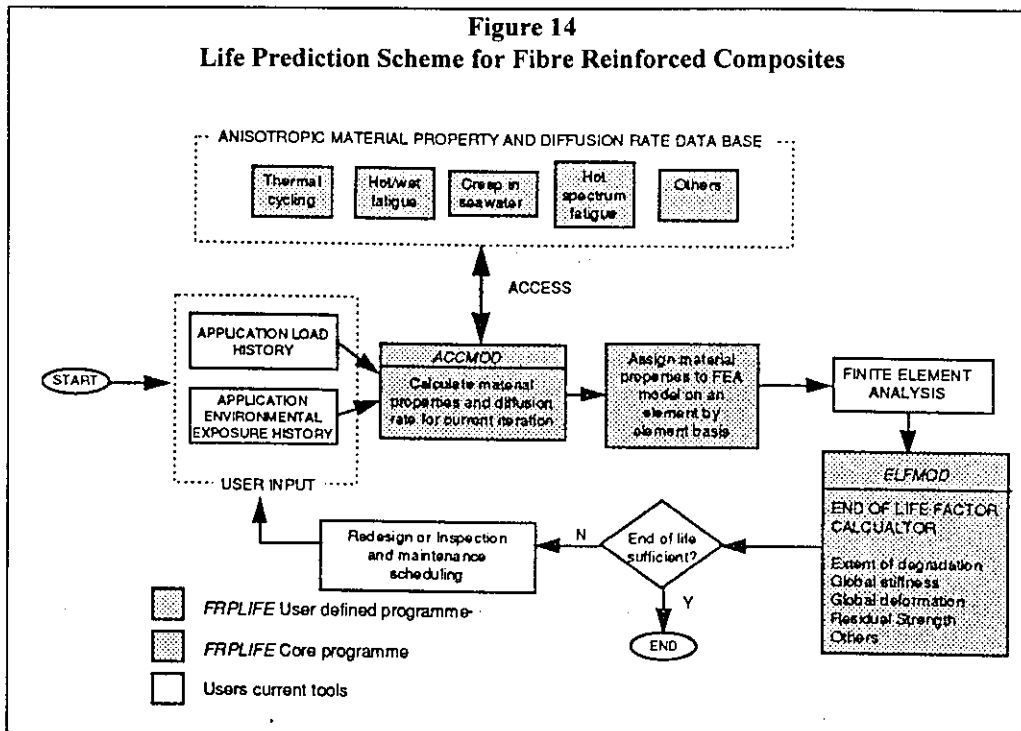 Figure 14
Life Prediction Scheme for Fibre Reinforced Composites
ANISOTROPIC MATERIAL PROPERTY AND DIFFUSION RATE DATA BASE
Thermal
cycling
Hot/wet
fatigue
Creep in
seawater
Hot
spectrum
fatigue
Others
ACCESS
START
APPLICATION LOAD
HISTORY
APPLICATION
ENVIRONMENTAL
EXPOSURE HISTORY
USER INPUT
ACCMOD
Calculate material
properties and diffusion
rate for current iteration
Assign material
properties to FEA
model on an
element by
element basis
FINITE ELEMENT
ANALYSIS
ELFMOD
END OF LIFE FACTOR
CALCUALTOR
Extent of degradation
Global stiffness
Global deformation
Residual Strength
Others
End of life
sufficient?
N
Y
END
Redesign or Inspection
and maintenance
scheduling
FRPLIFE User defined programme
FRPLIFE Core programme
Users current tools